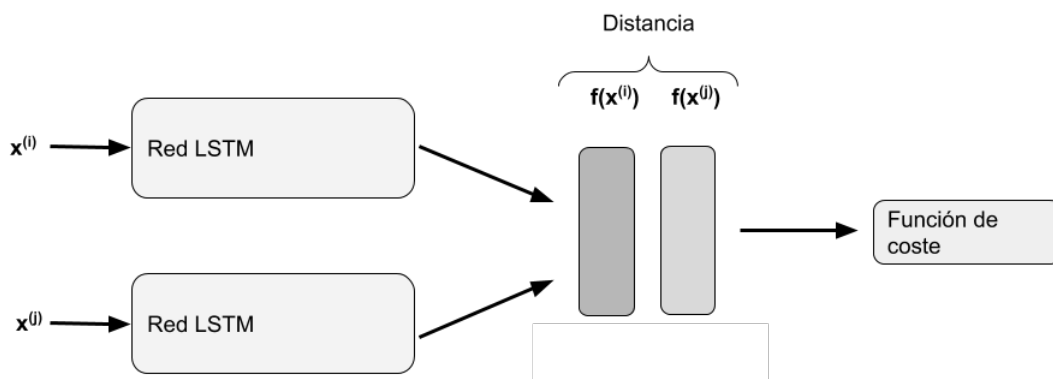 Distancia
f(x⁽ⁱ⁾) f(x⁽ʲ⁾)
x⁽ⁱ⁾ Red LSTM
Función de
coste
x⁽ʲ⁾ Red LSTM